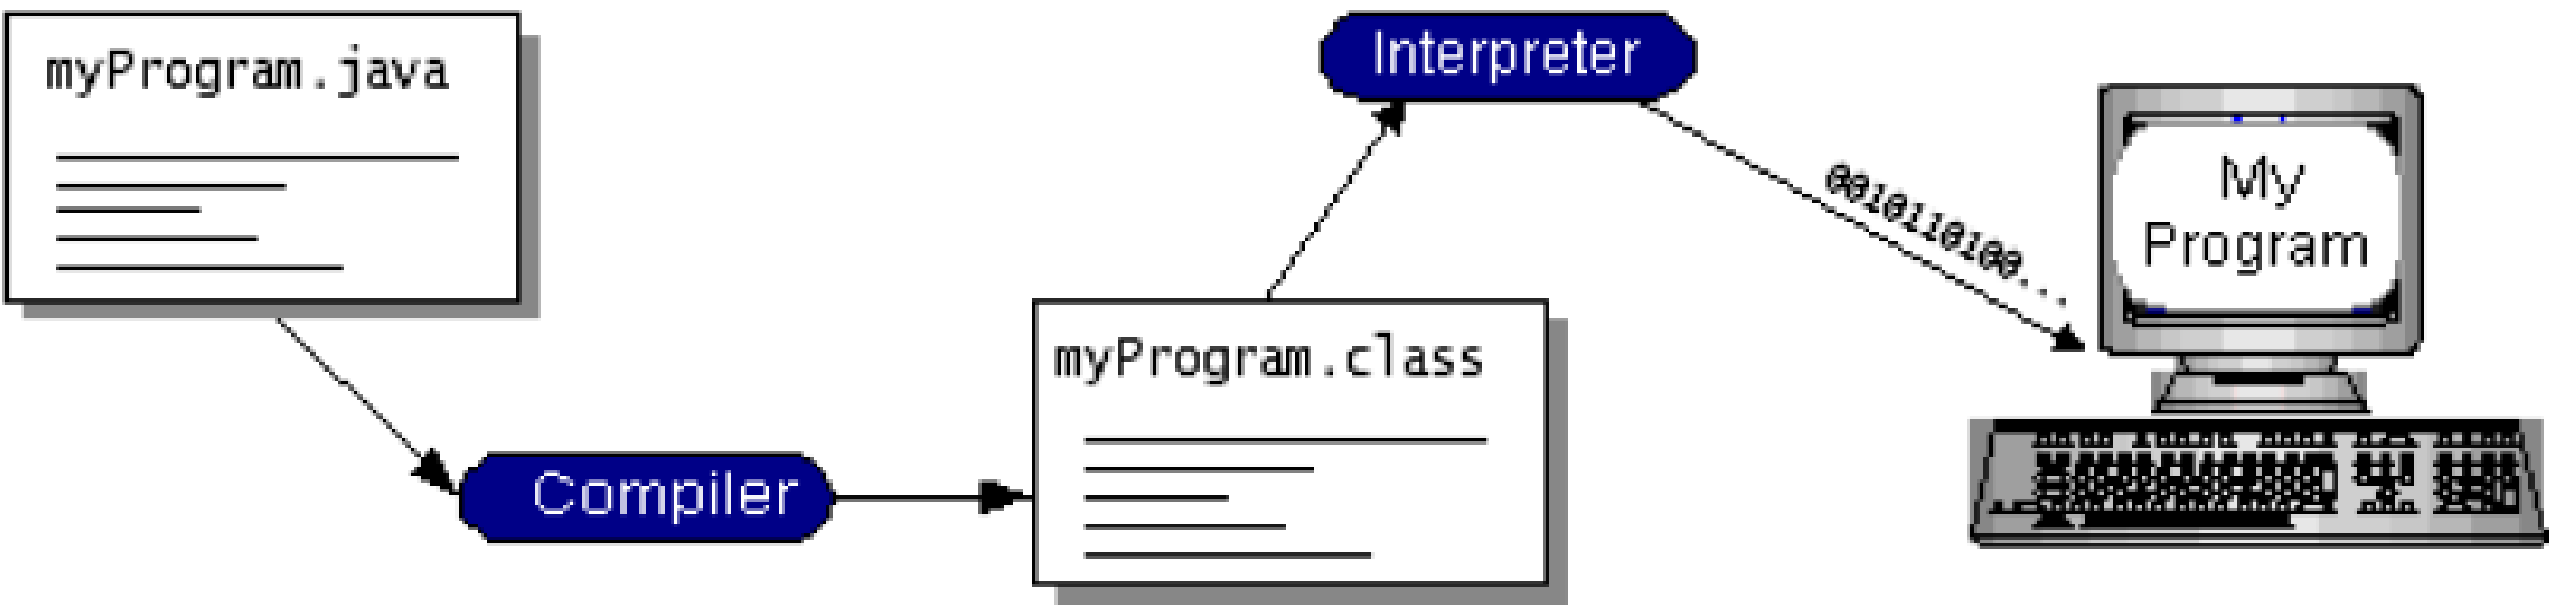 myProgram.java
Compiler
myProgram.class
Interpreter
0010110100...
My
Program